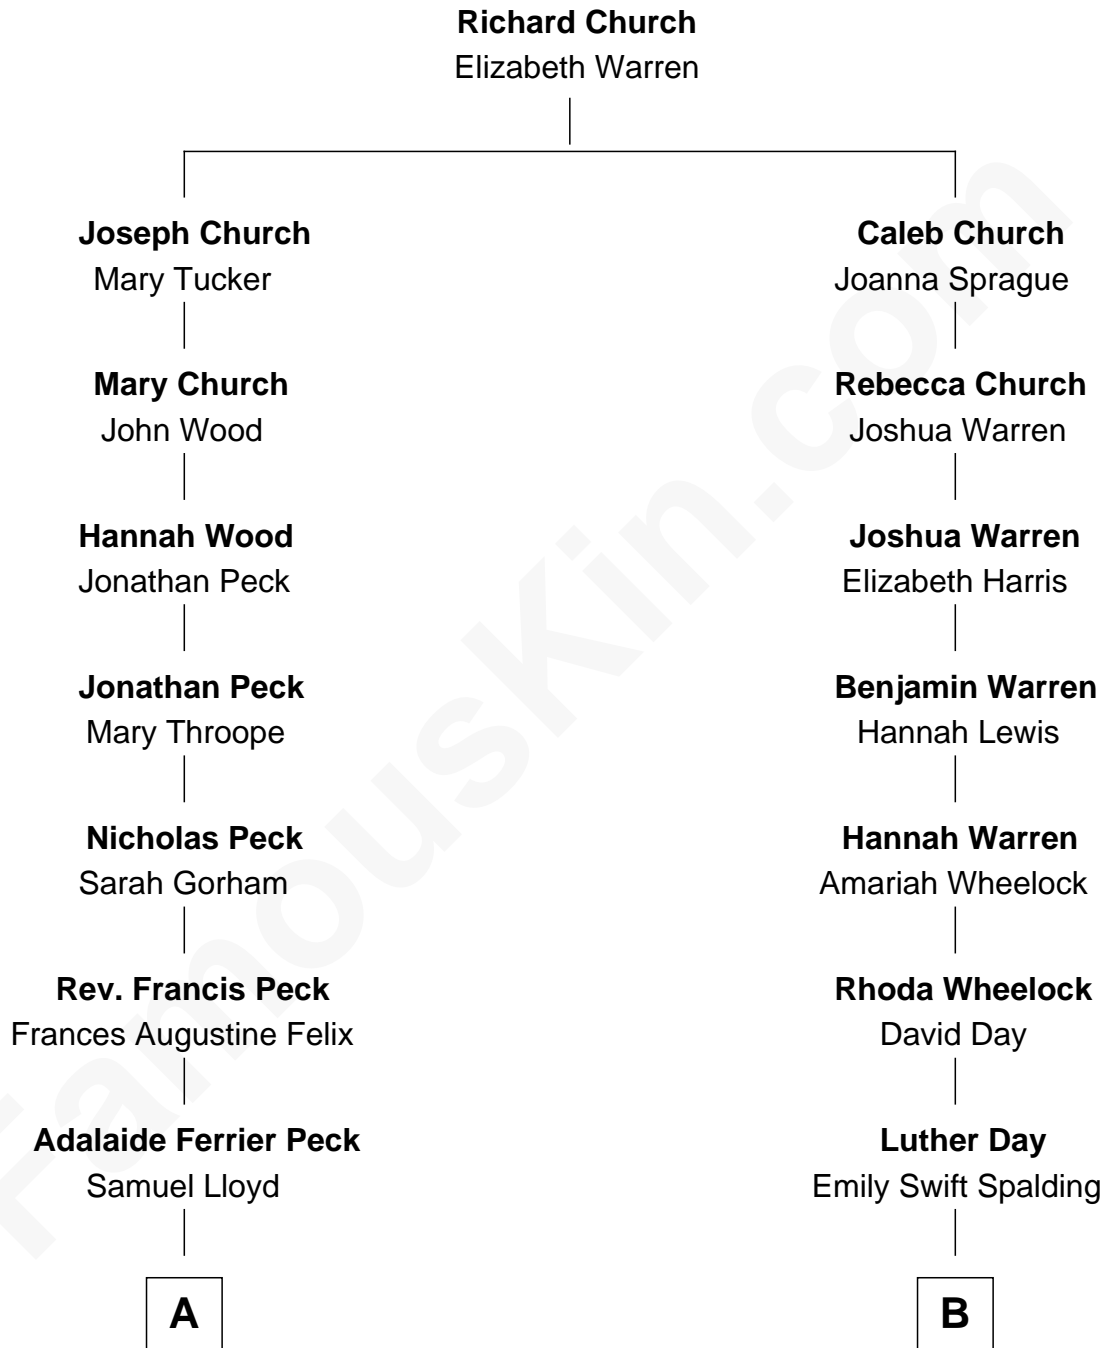 Richard Church
Elizabeth Warren
Joseph Church
Mary Tucker
Caleb Church
Joanna Sprague
Mary Church
John Wood
Rebecca Church
Joshua Warren
Hannah Wood
Jonathan Peck
Joshua Warren
Elizabeth Harris
Jonathan Peck
Mary Throope
Benjamin Warren
Hannah Lewis
Nicholas Peck
Sarah Gorham
Hannah Warren
Amariah Wheelock
Rev. Francis Peck
Frances Augustine Felix
Rhoda Wheelock
David Day
Adalaide Ferrier Peck
Samuel Lloyd
Luther Day
Emily Swift Spalding
A
B
FamousKin.com